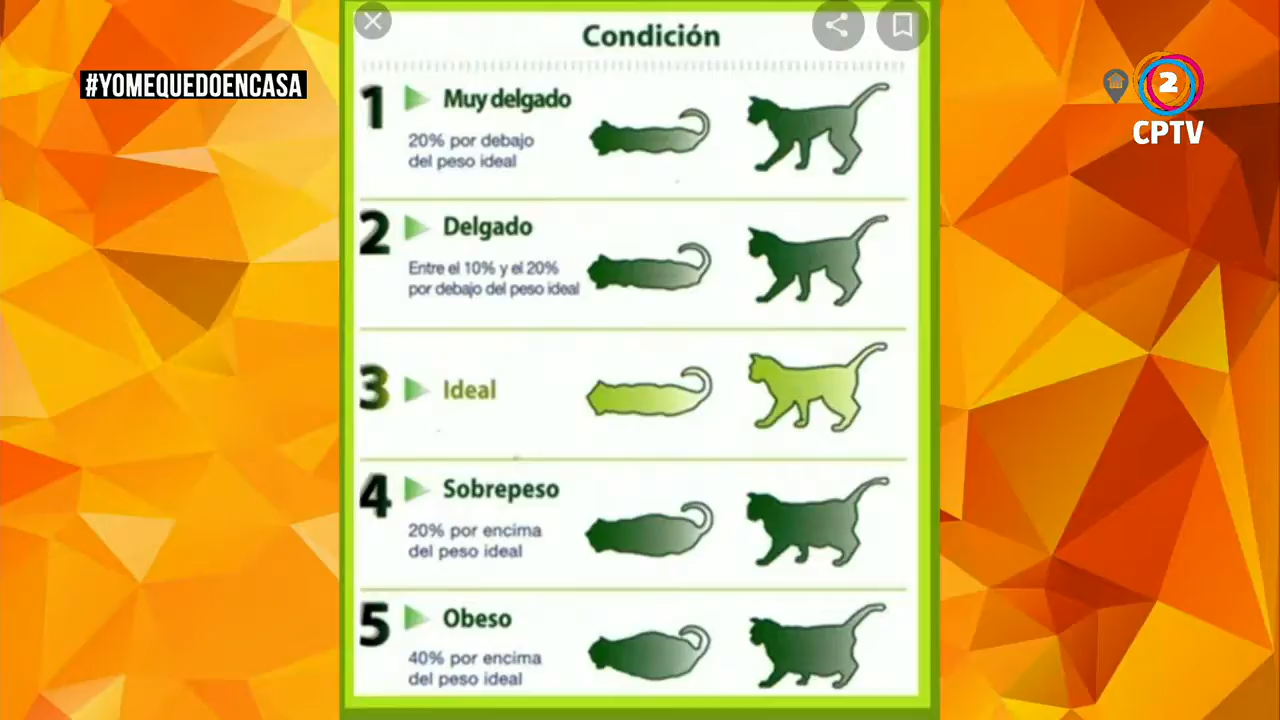 Condición
#YOMEQUEDOENCASA
2
CPTV
1 Muy delgado
20% por debajo
del peso ideal
2 Delgado
Entre el 10% y el 20%
por debajo del peso ideal
3 Ideal
4 Sobrepeso
20% por encima
del peso ideal
5 Obeso
40% por encima
del peso ideal